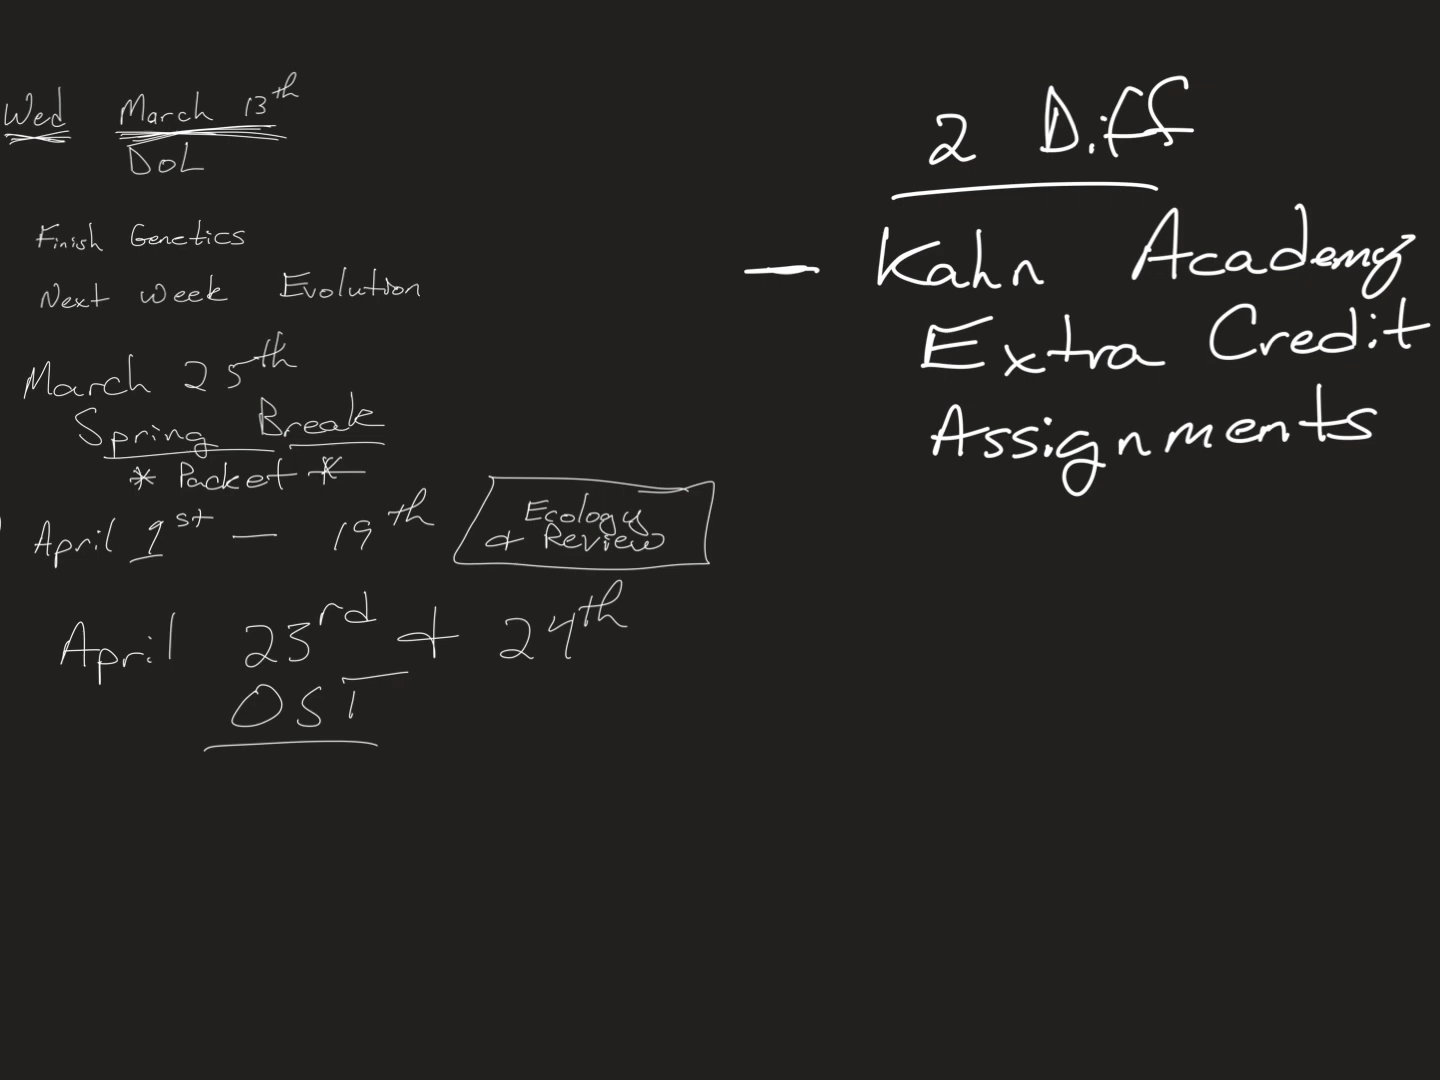 Wed March 13th
DOL
Finish Genetics
Next Week Evolution
March 25th
Spring Break
* Packet *
April 1st — 19th
Ecology
+ Review
April 23rd + 24th
OST
2 Diff
— Kahn Academy
Extra Credit
Assignments